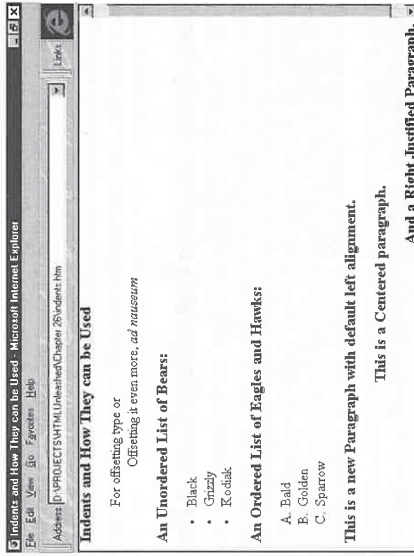 Indents and How They can be Used - Microsoft Internet Explorer
File Edit View Go Favorites Help
Address D:\PROJECTS\HTMLUnleashed\Chapter 26\indents.htm Links
Indents and How They can be Used
For offsetting type or
Offsetting it even more, ad nauseum
An Unordered List of Bears:
• Black
• Grizzly
• Kodiak
An Ordered List of Eagles and Hawks:
A. Bald
B. Golden
C. Sparrow
This is a new Paragraph with default left alignment.
This is a Centered paragraph.
And a Right Justified Paragraph.